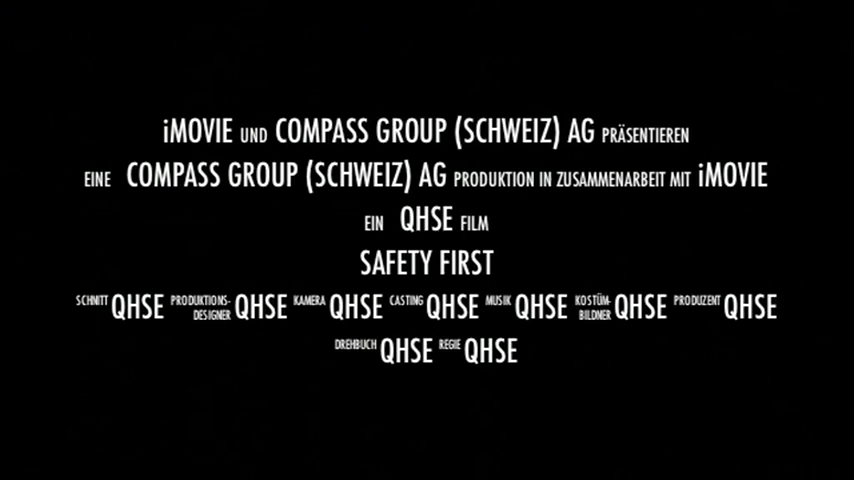 iMOVIE UND COMPASS GROUP (SCHWEIZ) AG PRÄSENTIEREN
EINE COMPASS GROUP (SCHWEIZ) AG PRODUKTION IN ZUSAMMENARBEIT MIT iMOVIE
EIN QHSE FILM
SAFETY FIRST
SCHNITT QHSE PRODUKTIONS-DESIGNER QHSE KAMERA QHSE CASTING QHSE MUSIK QHSE KOSTÜM-BILDNER QHSE PRODUZENT QHSE
DREHBUCH QHSE REGIE QHSE